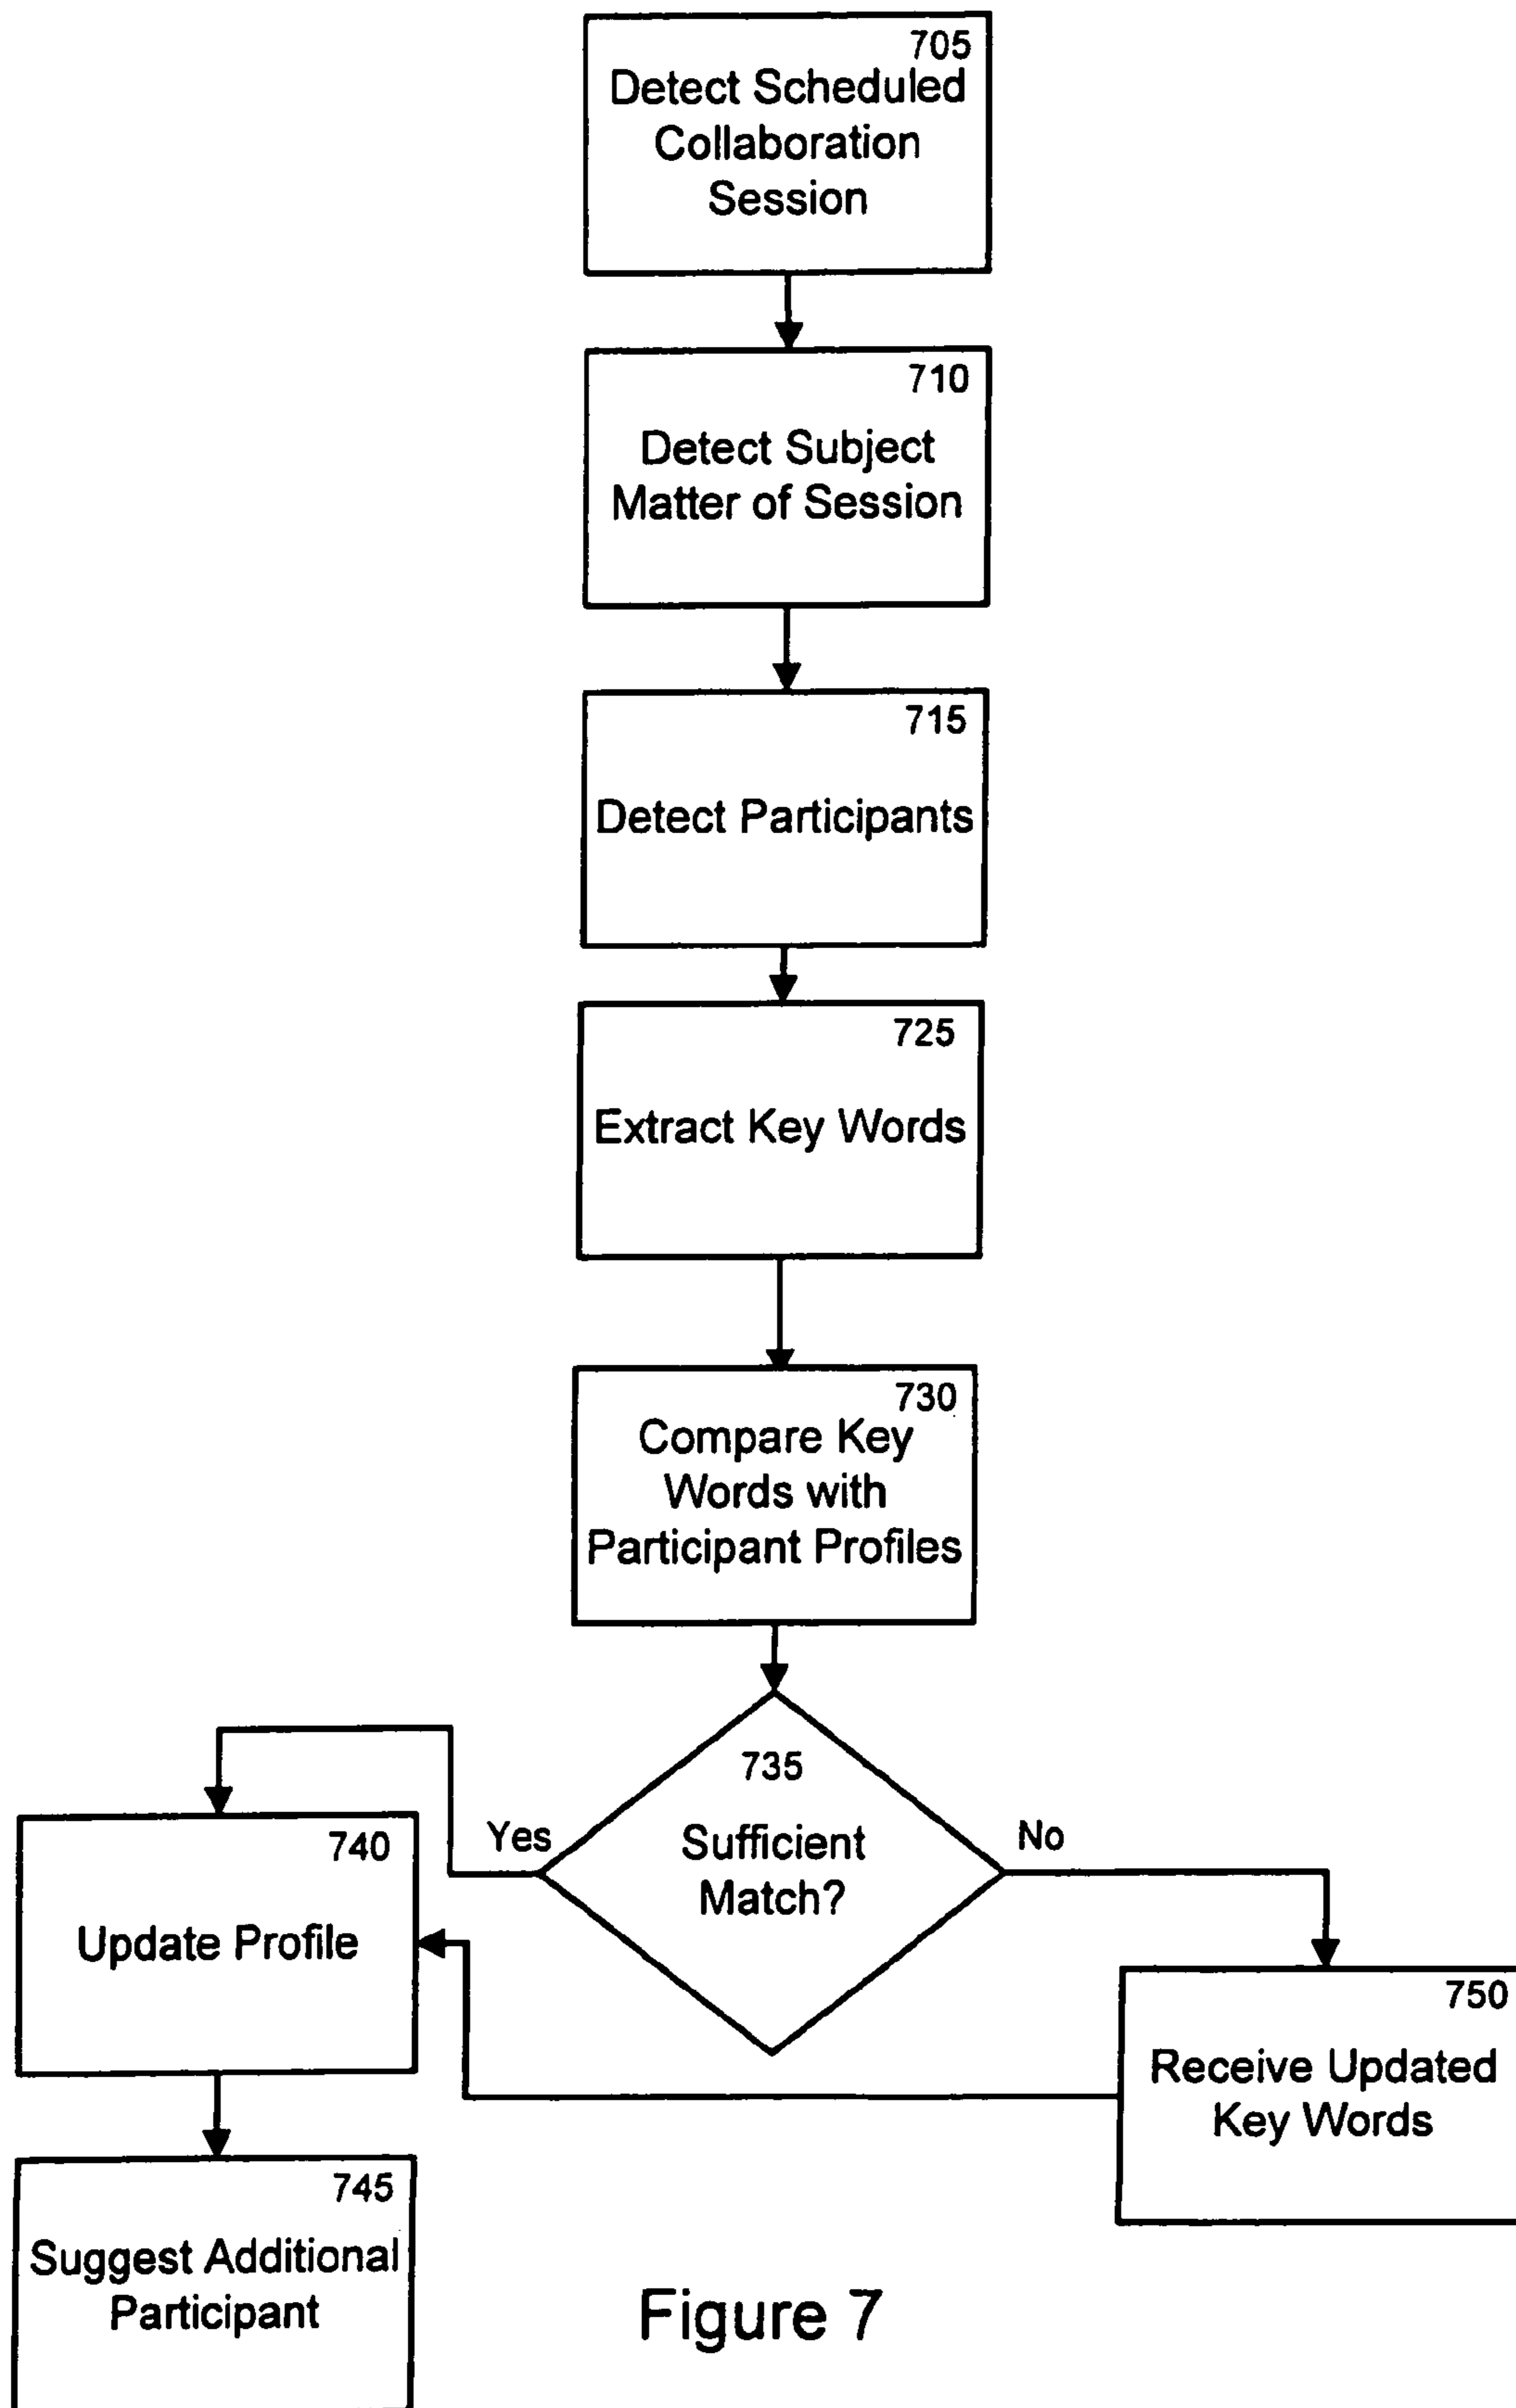 705
Detect Scheduled
Collaboration
Session
710
Detect Subject
Matter of Session
715
Detect Participants
725
Extract Key Words
730
Compare Key
Words with
Participant Profiles
735
Sufficient
Match?
Yes
No
740
Update Profile
750
Receive Updated
Key Words
745
Suggest Additional
Participant
Figure 7